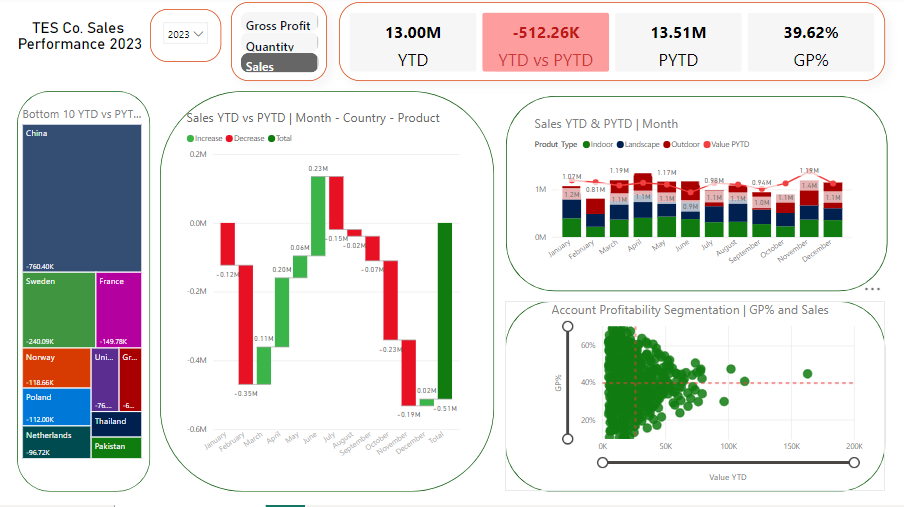 TES Co. Sales
Performance 2023
2023
Gross Profit
Quantity
Sales
13.00M
YTD
-512.26K
YTD vs PYTD
13.51M
PYTD
39.62%
GP%
Bottom 10 YTD vs PYT...
China
-760.40K
Sweden
-240.09K
France
-149.78K
Norway
-118.66K
Poland
-112.00K
Netherlands
-96.72K
Uni...
-76....
Gr...
-6...
Thailand
Pakistan
Sales YTD vs PYTD | Month - Country - Product
Increase Decrease Total
0.2M
0.0M
-0.2M
-0.4M
-0.6M
-0.12M
-0.35M
0.11M
0.20M
0.06M
0.23M
-0.15M
-0.02M
-0.07M
-0.23M
-0.19M
0.02M
-0.51M
January
February
March
April
May
June
July
August
September
October
November
December
Total
Sales YTD & PYTD | Month
Produt Type Indoor Landscape Outdoor Value PYTD
1M
0M
1.07M
0.81M
1.19M
1.17M
0.98M
0.94M
1.19M
1.2M
1.1M
1.1M
1.1M
0.9M
1.1M
1.1M
1.0M
1.1M
1.4M
1.1M
January
February
March
April
May
June
July
August
September
October
November
December
Account Profitability Segmentation | GP% and Sales
GP%
60%
40%
20%
0K
50K
100K
150K
200K
Value YTD